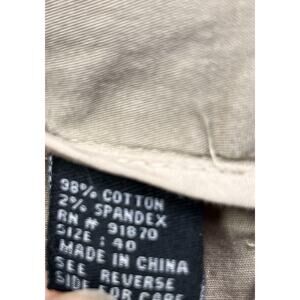 98% COTTON
2% SPANDEX
RN# 91870
SIZE: 40
MADE IN CHINA
SEE REVERSE
SIDE FOR CARE